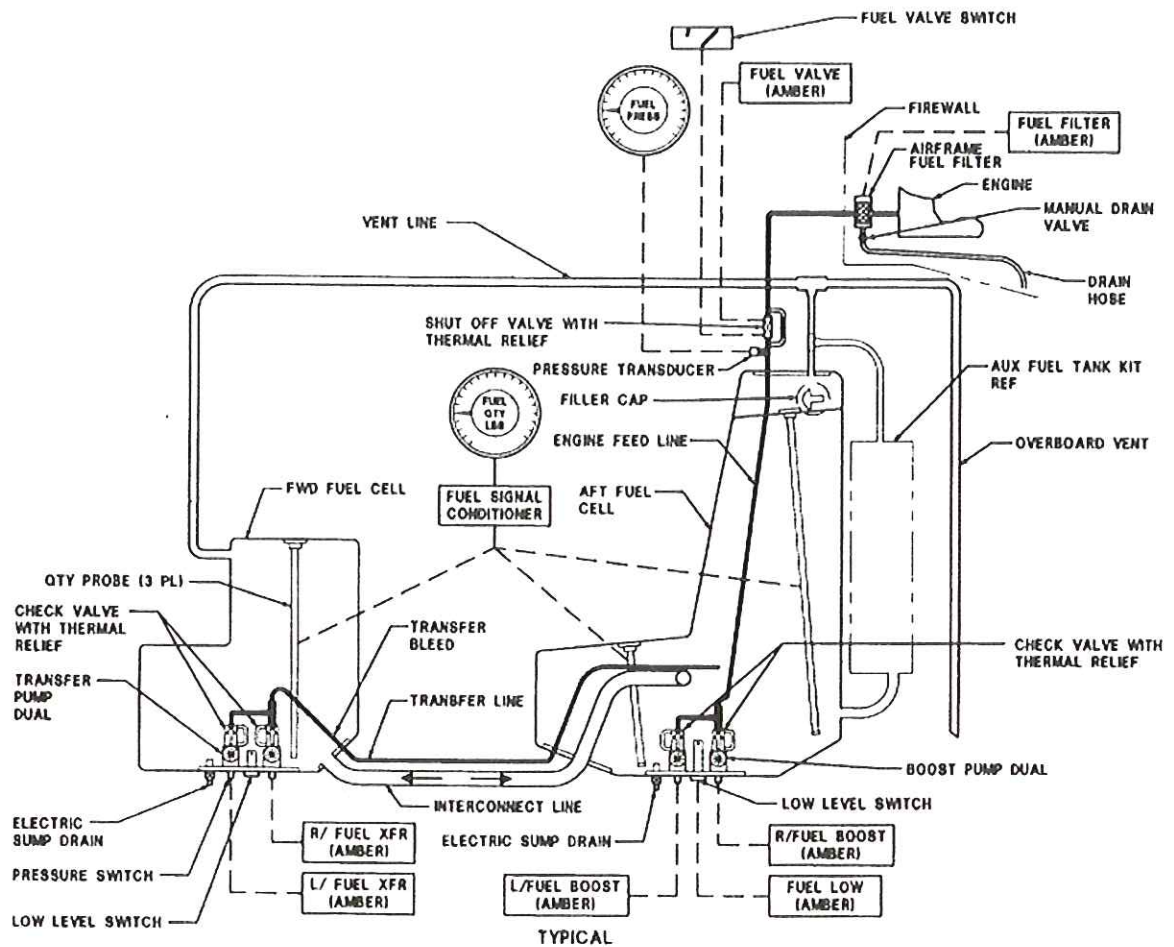 FUEL VALVE SWITCH
FUEL VALVE
(AMBER)
FUEL
PRESS
FIREWALL
FUEL FILTER
(AMBER)
AIRFRAME
FUEL FILTER
ENGINE
MANUAL DRAIN
VALVE
VENT LINE
DRAIN
HOSE
SHUT OFF VALVE WITH
THERMAL RELIEF
PRESSURE TRANSDUCER
AUX FUEL TANK KIT
REF
FILLER CAP
FUEL
QTY
LBS
ENGINE FEED LINE
OVERBOARD VENT
FWD FUEL CELL
FUEL SIGNAL
CONDITIONER
AFT FUEL
CELL
QTY PROBE (3 PL)
CHECK VALVE
WITH THERMAL
RELIEF
TRANSFER
BLEED
CHECK VALVE WITH
THERMAL RELIEF
TRANSFER
PUMP
DUAL
TRANSFER LINE
BOOST PUMP DUAL
INTERCONNECT LINE
LOW LEVEL SWITCH
ELECTRIC
SUMP DRAIN
R/ FUEL XFR
(AMBER)
ELECTRIC SUMP DRAIN
R/FUEL BOOST
(AMBER)
PRESSURE SWITCH
L/ FUEL XFR
(AMBER)
L/FUEL BOOST
(AMBER)
FUEL LOW
(AMBER)
LOW LEVEL SWITCH
TYPICAL